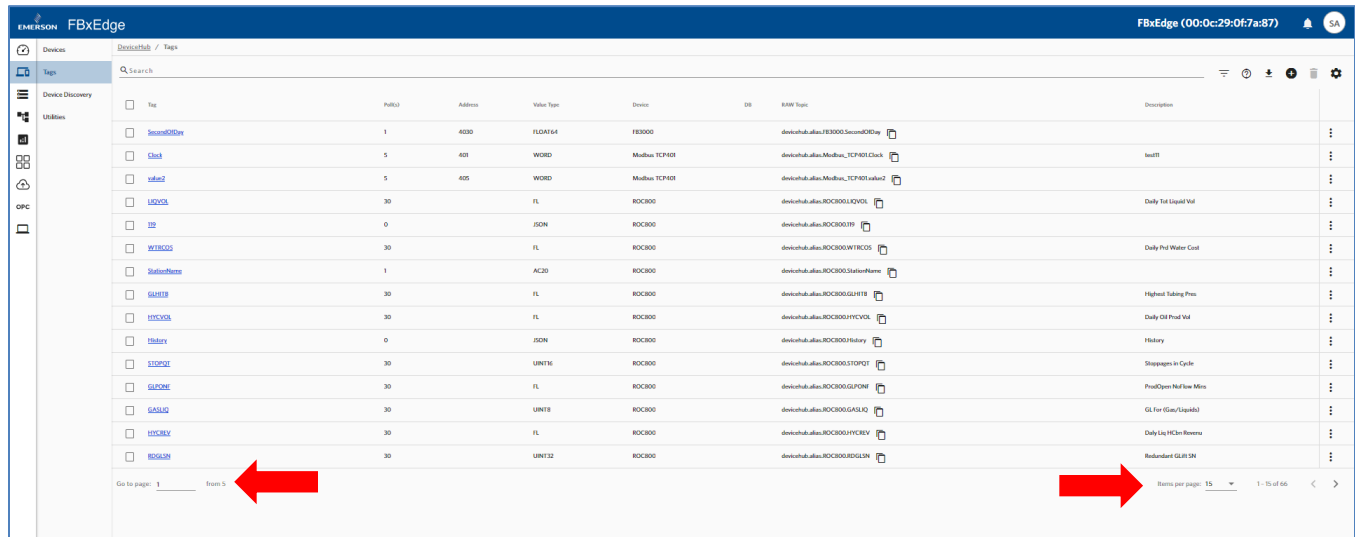 EMERSON FBxEdge FBxEdge (00:0c:29:0f:7a:87) SA
Devices
Tags
Device Discovery
Utilities
OPC
DeviceHub / Tags
Search
Tag Poll(s) Address Value Type Device DB RAW Topic Description
SecondOfDay 1 4030 FLOAT64 FB3000 devicehub.alias.FB3000.SecondOfDay
Clock 5 401 WORD Modbus TCP401 devicehub.alias.Modbus_TCP401.Clock test11
value2 5 405 WORD Modbus TCP401 devicehub.alias.Modbus_TCP401.value2
LIQVOL 30 FL ROC800 devicehub.alias.ROC800.LIQVOL Daily Tot Liquid Vol
119 0 JSON ROC800 devicehub.alias.ROC800.119
WTRCOS 30 FL ROC800 devicehub.alias.ROC800.WTRCOS Daily Prd Water Cost
StationName 1 AC20 ROC800 devicehub.alias.ROC800.StationName
GLHITB 30 FL ROC800 devicehub.alias.ROC800.GLHITB Highest Tubing Pres
HYCVOL 30 FL ROC800 devicehub.alias.ROC800.HYCVOL Daily Oil Prod Vol
History 0 JSON ROC800 devicehub.alias.ROC800.History History
STOPQT 30 UINT16 ROC800 devicehub.alias.ROC800.STOPQT Stoppages in Cycle
GLPONF 30 FL ROC800 devicehub.alias.ROC800.GLPONF ProdOpen NoFlow Mins
GASLIQ 30 UINT8 ROC800 devicehub.alias.ROC800.GASLIQ GL For (Gas/Liquids)
HYCREV 30 FL ROC800 devicehub.alias.ROC800.HYCREV Daly Liq HCbn Revenu
RDGLSN 30 UINT32 ROC800 devicehub.alias.ROC800.RDGLSN Redundant GLift SN
Go to page: 1 from 5 Items per page: 15 1 - 15 of 66